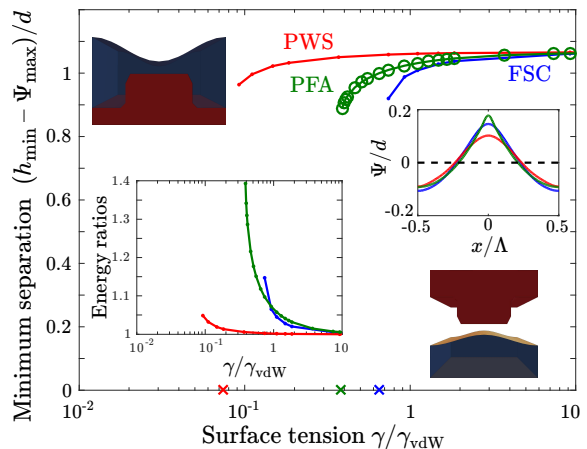 Minimum separation (h_min − Ψ_max)/d
1
0.8
0.6
0.4
0.2
0
10^-2
10^-1
1
10
Surface tension γ/γ_vdW
PWS
PFA
FSC
Ψ/d
0.2
0
-0.2
-0.5
0
0.5
x/Λ
Energy ratios
1.4
1.3
1.2
1.1
1
10^-2
10^-1
1
10
γ/γ_vdW